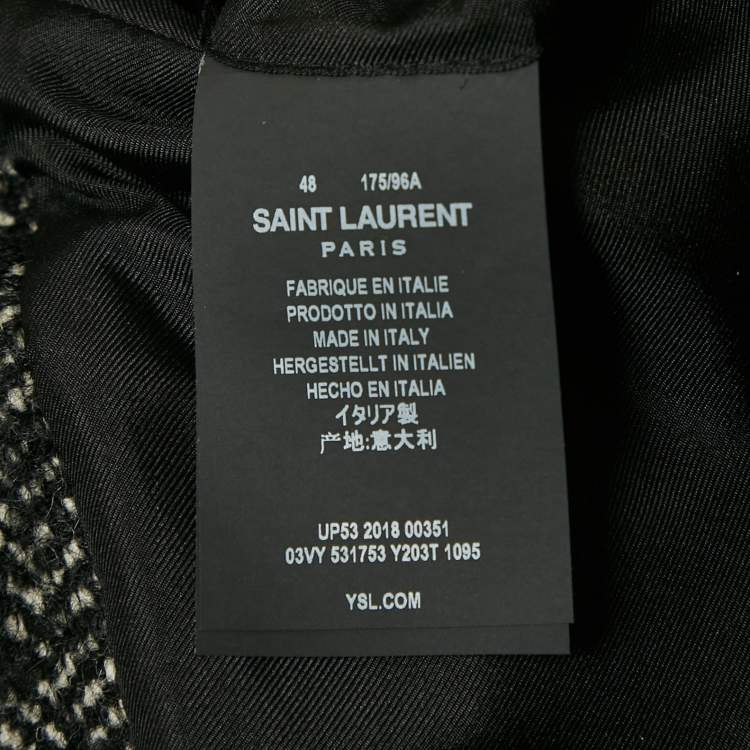 48 175/96A
SAINT LAURENT
PARIS
FABRIQUE EN ITALIE
PRODOTTO IN ITALIA
MADE IN ITALY
HERGESTELLT IN ITALIEN
HECHO EN ITALIA
イタリア製
产地:意大利
UP53 2018 00351
03VY 531753 Y203T 1095
YSL.COM